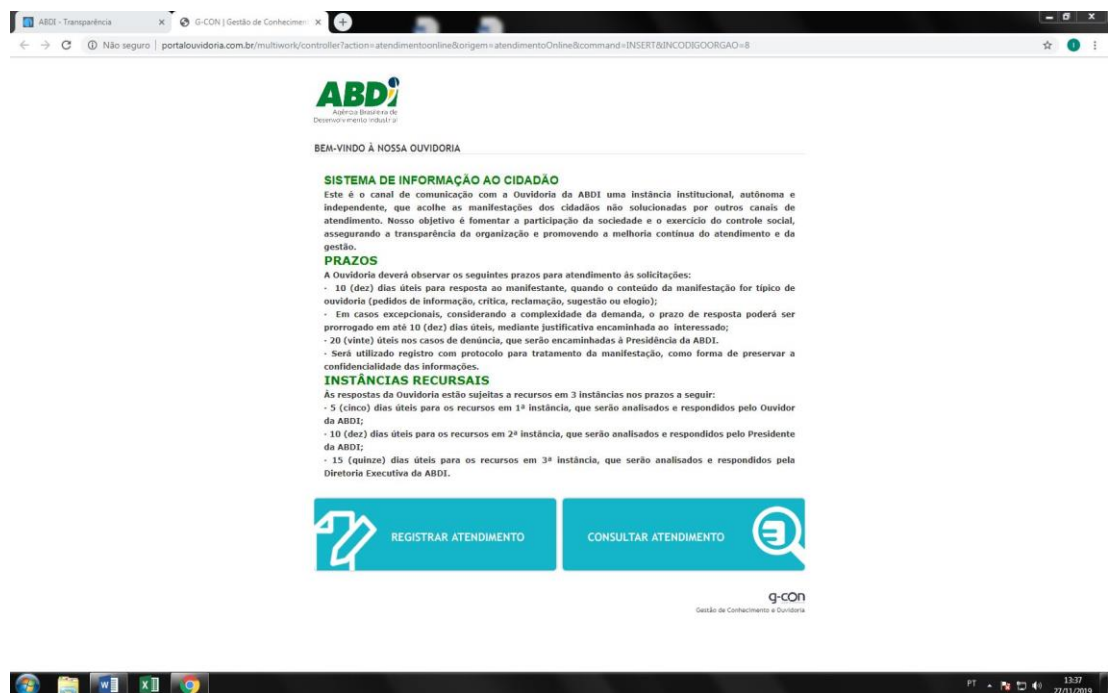 ABDI - Transparência
G-CON | Gestão de Conhecimen
Não seguro | portalouvidoria.com.br/multiwork/controller?action=atendimentoonline&origem=atendimentoOnline&command=INSERT&INCODIGOORGAO=8
ABDI
Agência Brasileira de
Desenvolvimento Industrial
BEM-VINDO À NOSSA OUVIDORIA
SISTEMA DE INFORMAÇÃO AO CIDADÃO
Este é o canal de comunicação com a Ouvidoria da ABDI uma instância institucional, autônoma e
independente, que acolhe as manifestações dos cidadãos não solucionadas por outros canais de
atendimento. Nosso objetivo é fomentar a participação da sociedade e o exercício do controle social,
assegurando a transparência da organização e promovendo a melhoria contínua do atendimento e da
gestão.
PRAZOS
A Ouvidoria deverá observar os seguintes prazos para atendimento às solicitações:
- 10 (dez) dias úteis para resposta ao manifestante, quando o conteúdo da manifestação for típico de
ouvidoria (pedidos de informação, crítica, reclamação, sugestão ou elogio);
- Em casos excepcionais, considerando a complexidade da demanda, o prazo de resposta poderá ser
prorrogado em até 10 (dez) dias úteis, mediante justificativa encaminhada ao interessado;
- 20 (vinte) úteis nos casos de denúncia, que serão encaminhadas à Presidência da ABDI.
- Será utilizado registro com protocolo para tratamento da manifestação, como forma de preservar a
confidencialidade das informações.
INSTÂNCIAS RECURSAIS
Às respostas da Ouvidoria estão sujeitas a recursos em 3 instâncias nos prazos a seguir:
- 5 (cinco) dias úteis para os recursos em 1ª instância, que serão analisados e respondidos pelo Ouvidor
da ABDI;
- 10 (dez) dias úteis para os recursos em 2ª instância, que serão analisados e respondidos pelo Presidente
da ABDI;
- 15 (quinze) dias úteis para os recursos em 3ª instância, que serão analisados e respondidos pela
Diretoria Executiva da ABDI.
REGISTRAR ATENDIMENTO
CONSULTAR ATENDIMENTO
g-con
Gestão de Conhecimento e Ouvidoria
PT
13:37
27/11/2019